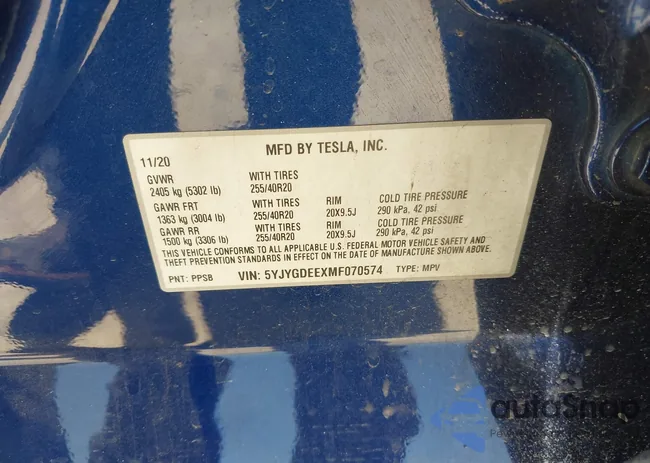 MFD BY TESLA, INC.
11/20
GVWR WITH TIRES
2405 kg (5302 lb) 255/40R20
GAWR FRT WITH TIRES RIM COLD TIRE PRESSURE
1363 kg (3004 lb) 255/40R20 20X9.5J 290 kPa, 42 psi
GAWR RR WITH TIRES RIM COLD TIRE PRESSURE
1500 kg (3306 lb) 255/40R20 20X9.5J 290 kPa, 42 psi
THIS VEHICLE CONFORMS TO ALL APPLICABLE U.S. FEDERAL MOTOR VEHICLE SAFETY AND
THEFT PREVENTION STANDARDS IN EFFECT ON THE DATE OF MANUFACTURE SHOWN ABOVE.
PNT: PPSB VIN: 5YJYGDEEXMF070574 TYPE: MPV
autoSnap